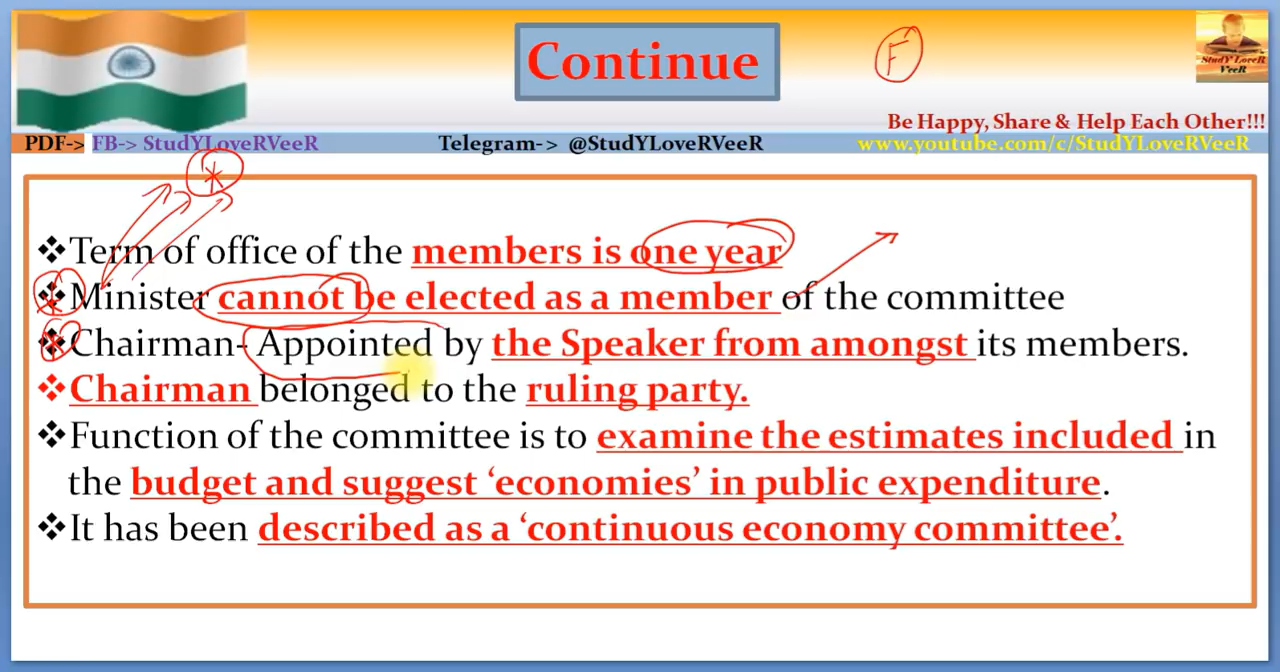 Continue
F
StudY LoveR
VeeR
Be Happy, Share & Help Each Other!!!
PDF-> FB-> StudYLoveRVeeR Telegram-> @StudYLoveRVeeR www.youtube.com/c/StudYLoveRVeeR
❖Term of office of the members is one year
❖Minister cannot be elected as a member of the committee
❖Chairman- Appointed by the Speaker from amongst its members.
❖Chairman belonged to the ruling party.
❖Function of the committee is to examine the estimates included in
the budget and suggest ‘economies’ in public expenditure.
❖It has been described as a ‘continuous economy committee’.